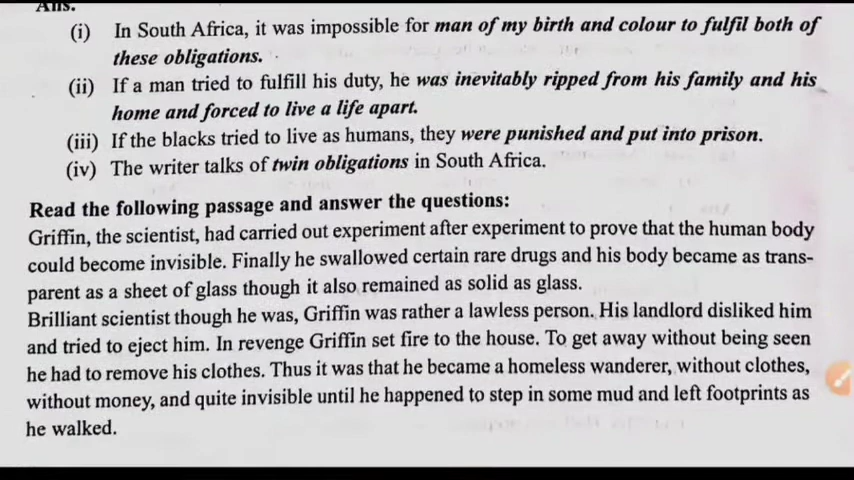 Ans.
(i) In South Africa, it was impossible for man of my birth and colour to fulfil both of
these obligations.
(ii) If a man tried to fulfill his duty, he was inevitably ripped from his family and his
home and forced to live a life apart.
(iii) If the blacks tried to live as humans, they were punished and put into prison.
(iv) The writer talks of twin obligations in South Africa.
Read the following passage and answer the questions:
Griffin, the scientist, had carried out experiment after experiment to prove that the human body
could become invisible. Finally he swallowed certain rare drugs and his body became as trans-
parent as a sheet of glass though it also remained as solid as glass.
Brilliant scientist though he was, Griffin was rather a lawless person. His landlord disliked him
and tried to eject him. In revenge Griffin set fire to the house. To get away without being seen
he had to remove his clothes. Thus it was that he became a homeless wanderer, without clothes,
without money, and quite invisible until he happened to step in some mud and left footprints as
he walked.